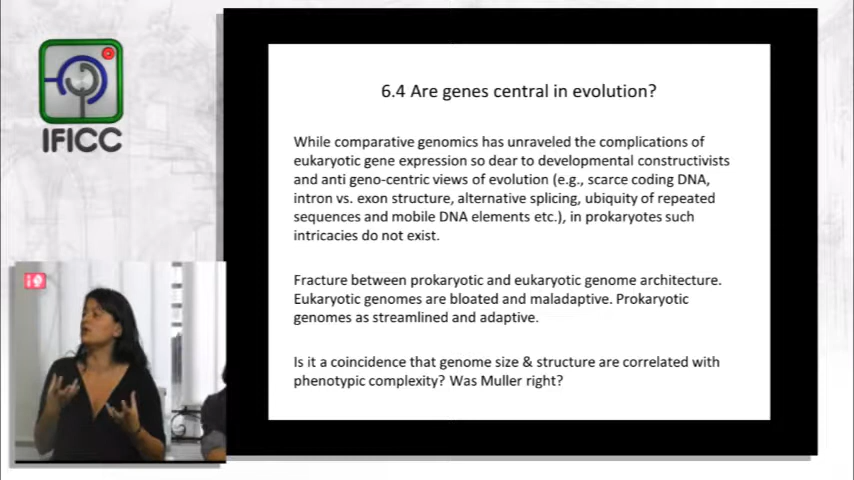 IFICC
6.4 Are genes central in evolution?
While comparative genomics has unraveled the complications of
eukaryotic gene expression so dear to developmental constructivists
and anti geno-centric views of evolution (e.g., scarce coding DNA,
intron vs. exon structure, alternative splicing, ubiquity of repeated
sequences and mobile DNA elements etc.), in prokaryotes such
intricacies do not exist.
Fracture between prokaryotic and eukaryotic genome architecture.
Eukaryotic genomes are bloated and maladaptive. Prokaryotic
genomes as streamlined and adaptive.
Is it a coincidence that genome size & structure are correlated with
phenotypic complexity? Was Muller right?